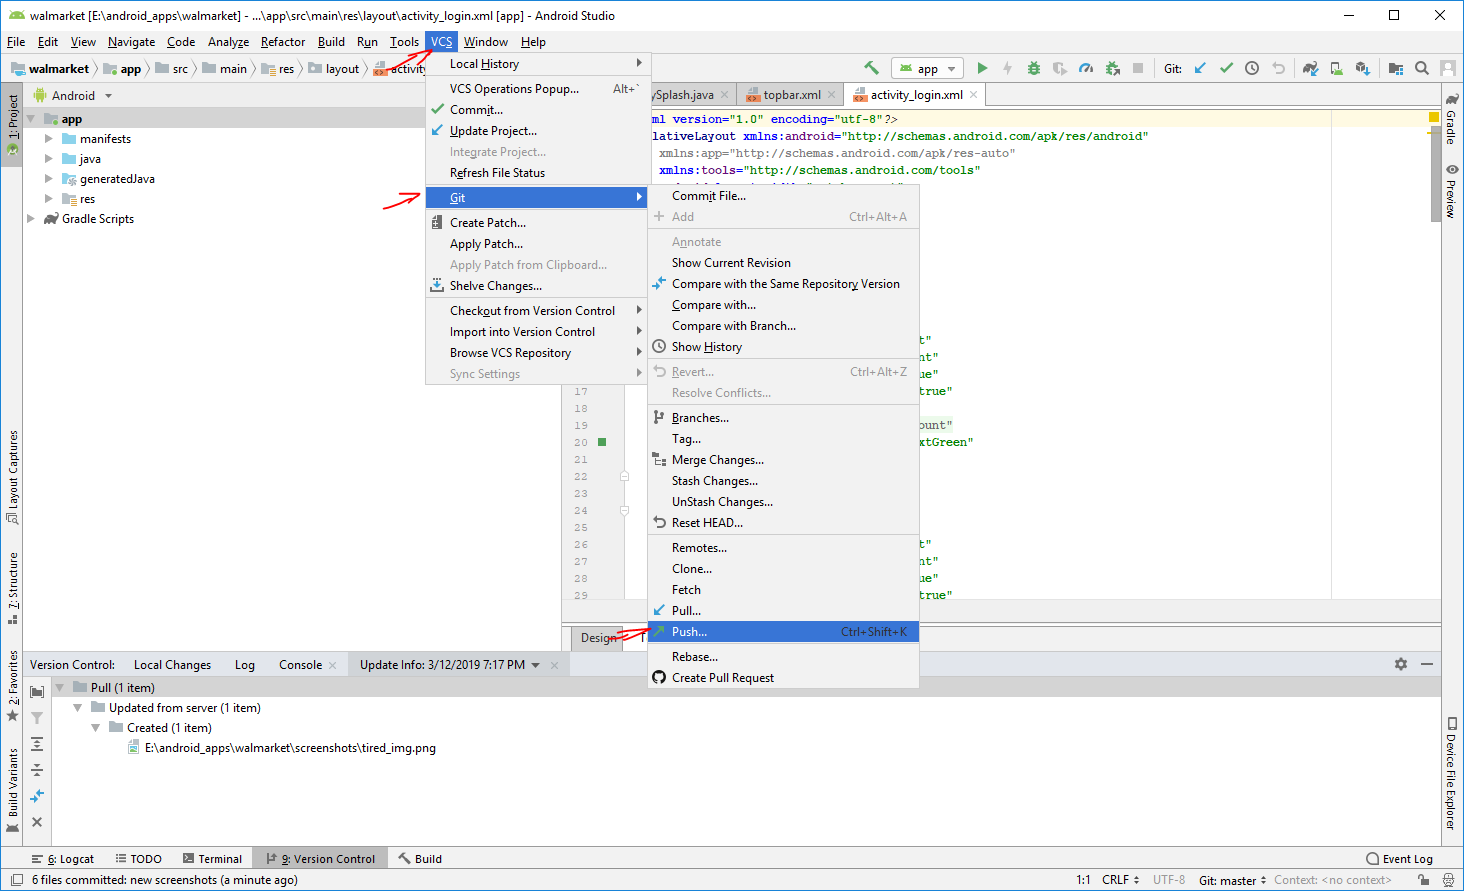 walmarket [E:\android_apps\walmarket] - ...\app\src\main\res\layout\activity_login.xml [app] - Android Studio
File Edit View Navigate Code Analyze Refactor Build Run Tools VCS Window Help
walmarket app src main res layout activity
app Git:
Android
ySplash.java topbar.xml activity_login.xml
1: Project
Layout Captures
7: Structure
2: Favorites
Build Variants
app
manifests
java
generatedJava
res
Gradle Scripts
Local History
VCS Operations Popup... Alt+`
Commit...
Update Project...
Integrate Project...
Refresh File Status
Git
Create Patch...
Apply Patch...
Apply Patch from Clipboard...
Shelve Changes...
Checkout from Version Control
Import into Version Control
Browse VCS Repository
Sync Settings
Commit File...
Add Ctrl+Alt+A
Annotate
Show Current Revision
Compare with the Same Repository Version
Compare with...
Compare with Branch...
Show History
Revert... Ctrl+Alt+Z
Resolve Conflicts...
Branches...
Tag...
Merge Changes...
Stash Changes...
UnStash Changes...
Reset HEAD...
Remotes...
Clone...
Fetch
Pull...
Push... Ctrl+Shift+K
Rebase...
Create Pull Request
ml version="1.0" encoding="utf-8"?>
lativeLayout xmlns:android="http://schemas.android.com/apk/res/android"
xmlns:app="http://schemas.android.com/apk/res-auto"
xmlns:tools="http://schemas.android.com/tools"
t"
nt"
ue"
17 true"
18
19 ount"
20 xtGreen"
21
22
23
24
25
26 t"
27 nt"
28 ue"
29 true"
Design
Gradle
Preview
Device File Explorer
Version Control: Local Changes Log Console Update Info: 3/12/2019 7:17 PM
Pull (1 item)
Updated from server (1 item)
Created (1 item)
E:\android_apps\walmarket\screenshots\tired_img.png
6: Logcat TODO Terminal 9: Version Control Build Event Log
6 files committed: new screenshots (a minute ago) 1:1 CRLF UTF-8 Git: master Context: <no context>